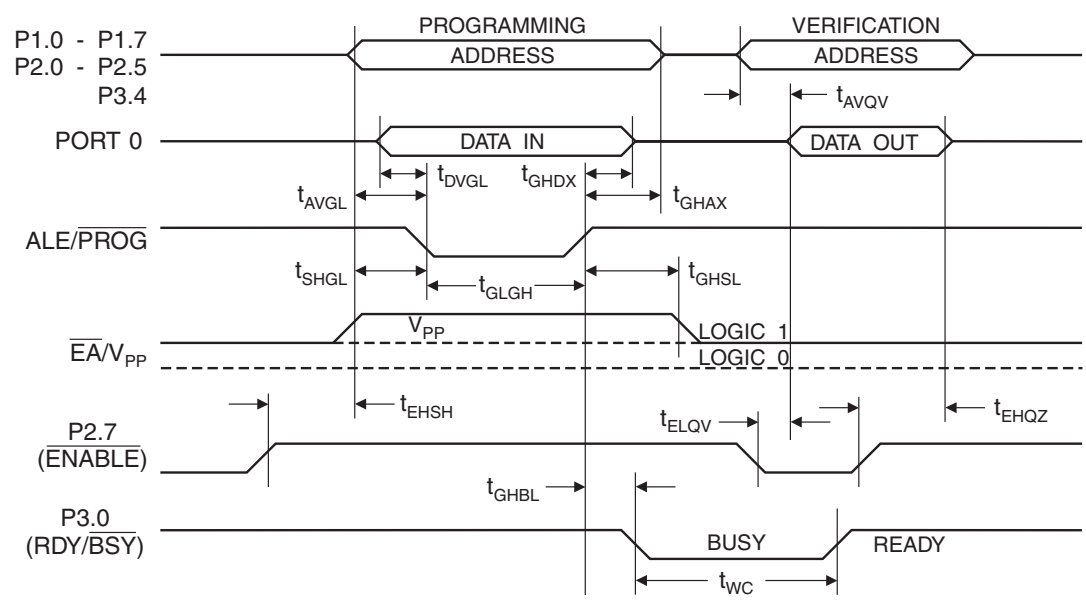 P1.0 - P1.7
P2.0 - P2.5
P3.4
PROGRAMMING
ADDRESS
VERIFICATION
ADDRESS
tAVQV
PORT 0
DATA IN
DATA OUT
tDVGL
tGHDX
tAVGL
tGHAX
ALE/PROG
tSHGL
tGLGH
tGHSL
EA/VPP
VPP
LOGIC 1
LOGIC 0
tEHSH
tELQV
tEHQZ
P2.7
(ENABLE)
tGHBL
P3.0
(RDY/BSY)
BUSY
READY
tWC